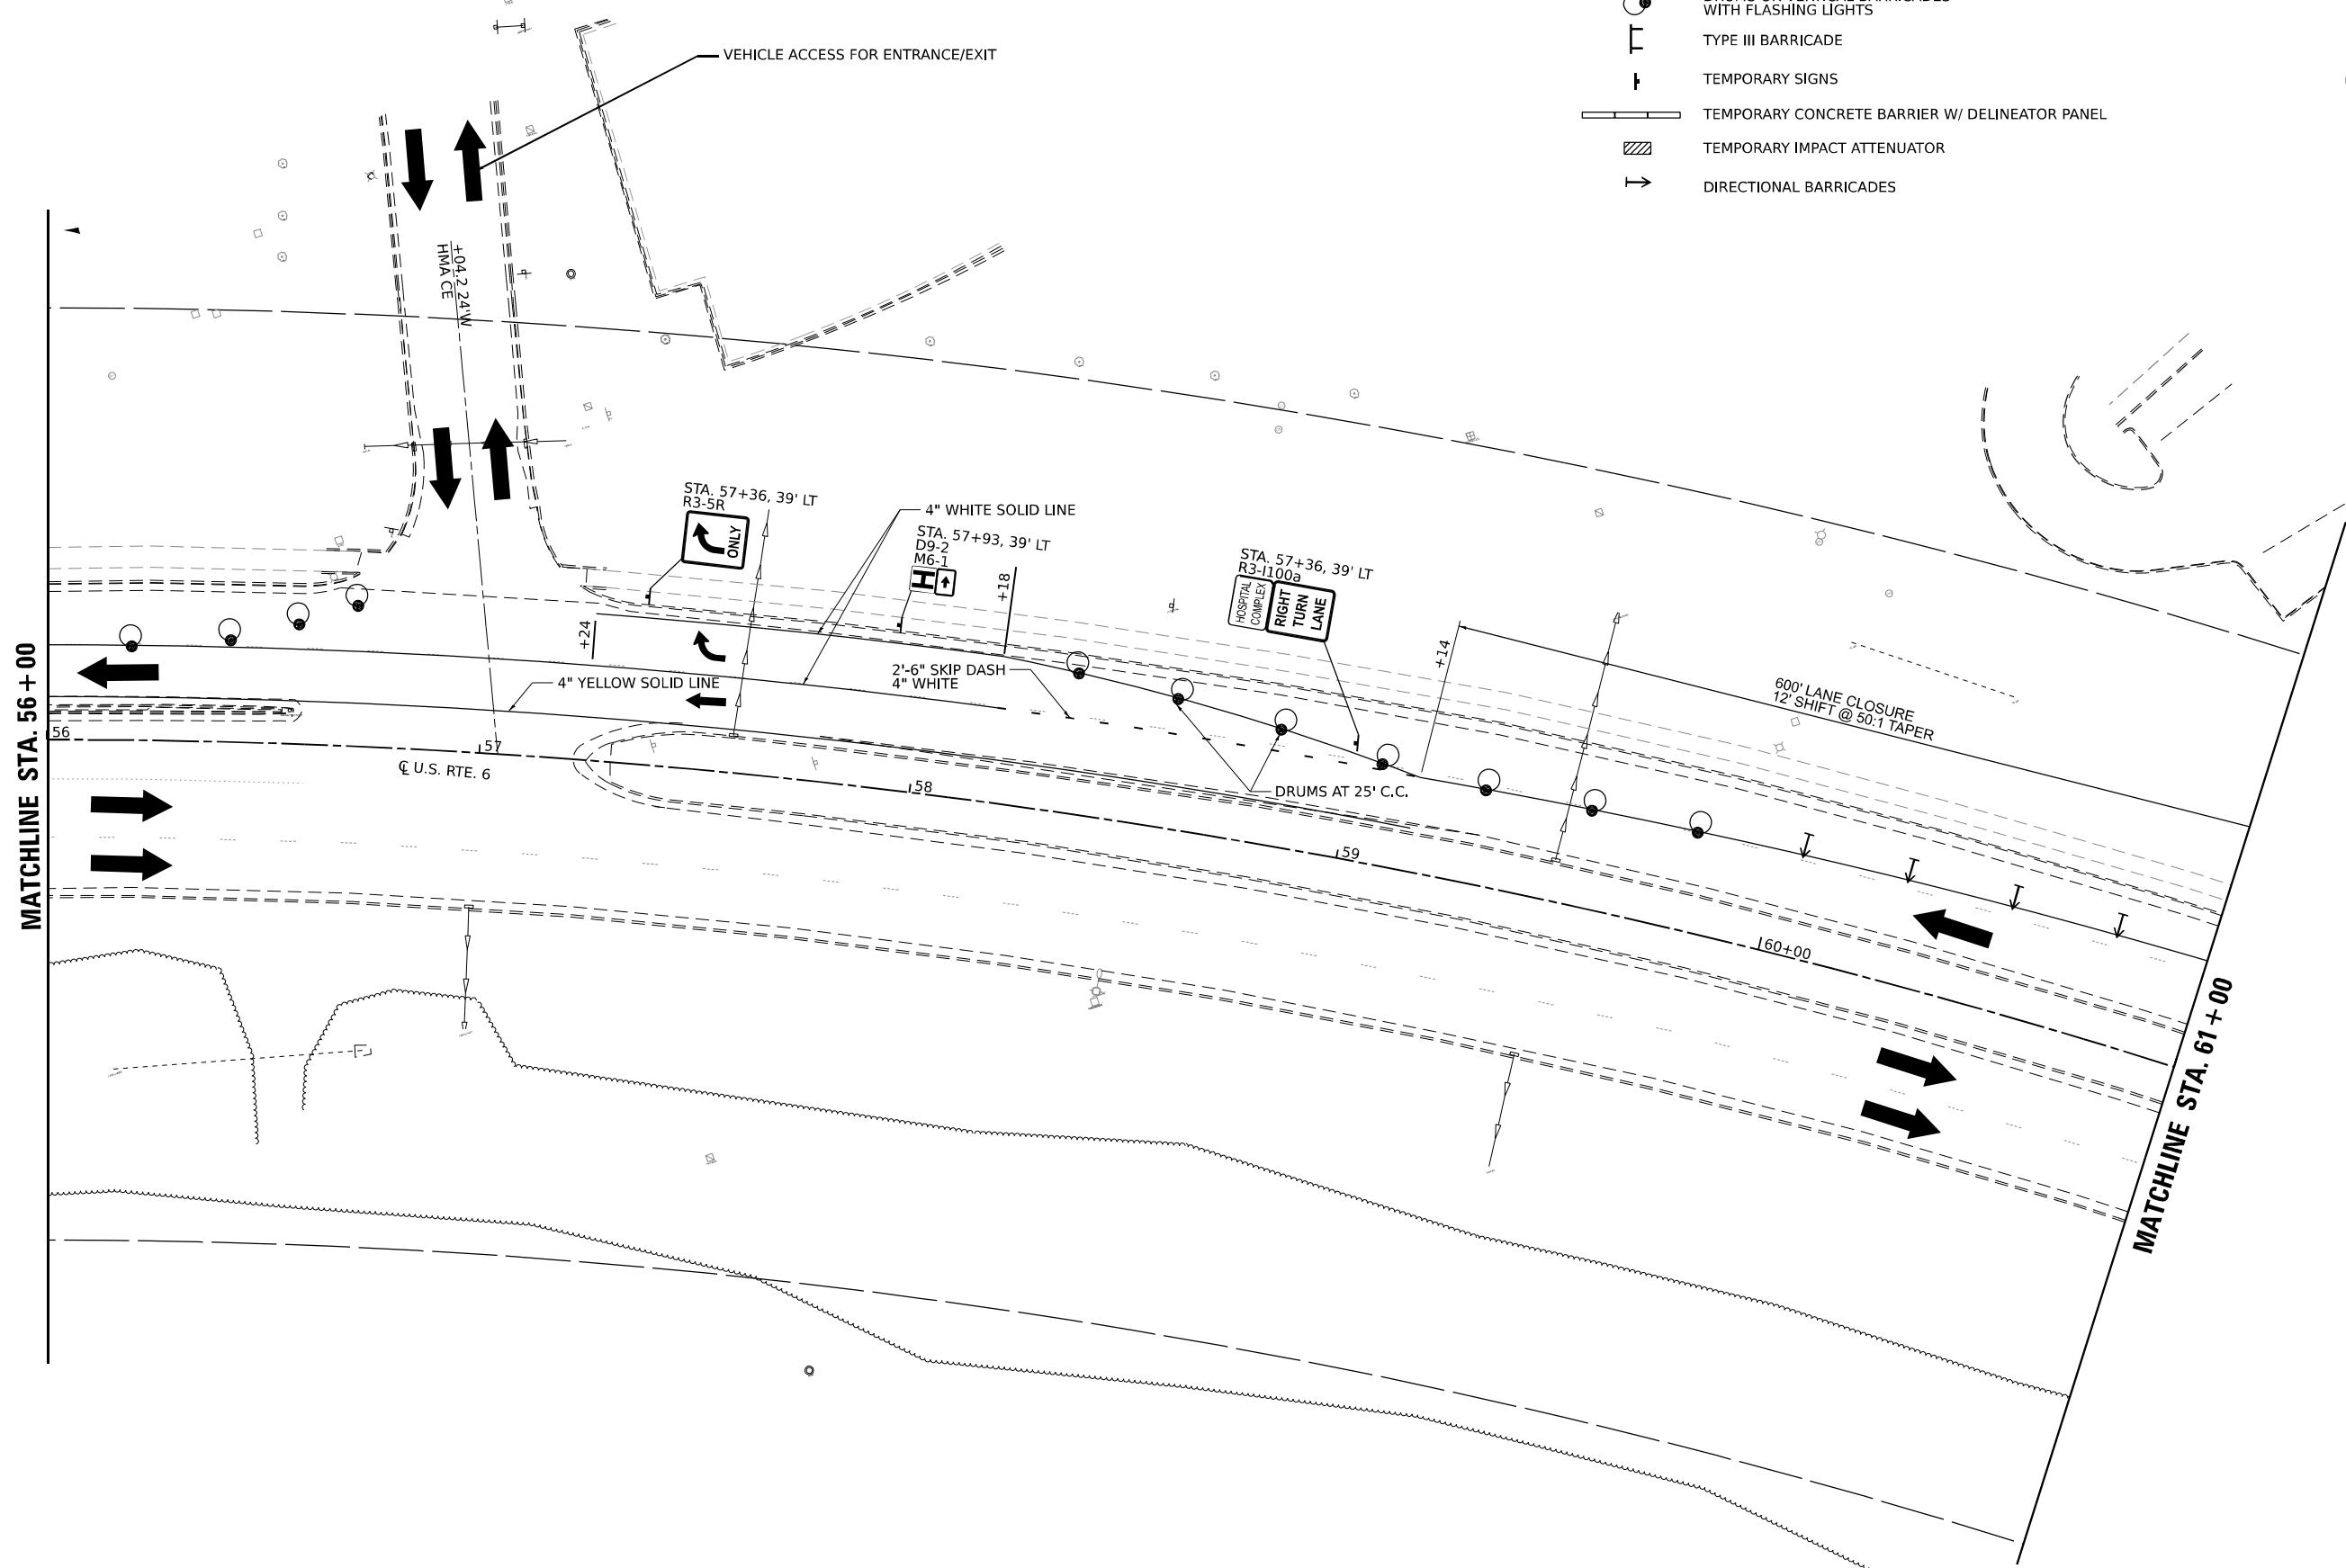 WITH FLASHING LIGHTS
TYPE III BARRICADE
TEMPORARY SIGNS
TEMPORARY CONCRETE BARRIER W/ DELINEATOR PANEL
TEMPORARY IMPACT ATTENUATOR
DIRECTIONAL BARRICADES
VEHICLE ACCESS FOR ENTRANCE/EXIT
+04.2 24'W
HMA CE
STA. 57+36, 39' LT
R3-5R
ONLY
4" WHITE SOLID LINE
STA. 57+93, 39' LT
D9-2
M6-1
H
+18
STA. 57+36, 39' LT
R3-I100a
HOSPITAL
COMPLEX
RIGHT
TURN
LANE
+24
+14
2'-6" SKIP DASH
4" WHITE
4" YELLOW SOLID LINE
600' LANE CLOSURE
12' SHIFT @ 50:1 TAPER
MATCHLINE STA. 56+00
56
57
℄ U.S. RTE. 6
58
DRUMS AT 25' C.C.
59
60+00
MATCHLINE STA. 61+00